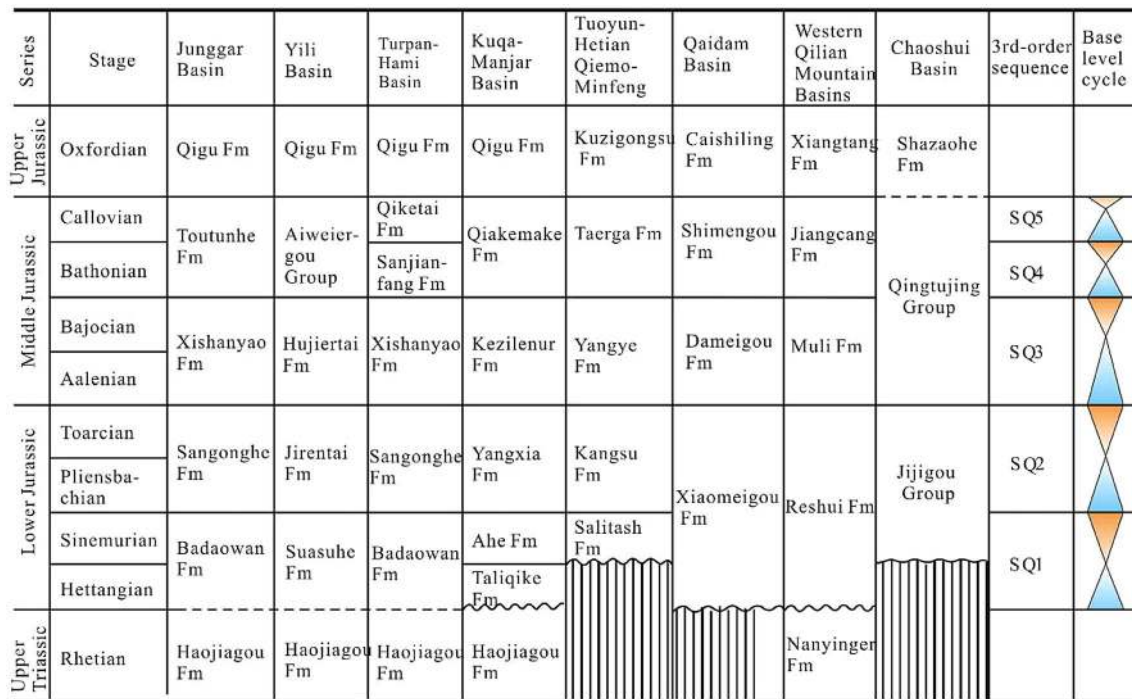 Series
Stage
Junggar
Basin
Yili
Basin
Turpan-
Hami
Basin
Kuqa-
Manjar
Basin
Tuoyun-
Hetian
Qiemo-
Minfeng
Qaidam
Basin
Western
Qilian
Mountain
Basins
Chaoshui
Basin
3rd-order
sequence
Base
level
cycle
Upper
Jurassic
Oxfordian
Qigu Fm
Qigu Fm
Qigu Fm
Qigu Fm
Kuzigongsu
Fm
Caishiling
Fm
Xiangtang
Fm
Shazaohe
Fm
Middle Jurassic
Callovian
Bathonian
Bajocian
Aalenian
Toutunhe
Fm
Aiweier-
gou
Group
Qiketai
Fm
Sanjian-
fang Fm
Qiakemake
Fm
Taerga Fm
Shimengou
Fm
Jiangcang
Fm
Qingtujing
Group
SQ5
SQ4
Xishanyao
Fm
Hujiertai
Fm
Xishanyao
Fm
Kezilenur
Fm
Yangye
Fm
Dameigou
Fm
Muli Fm
SQ3
Lower Jurassic
Toarcian
Pliensba-
chian
Sinemurian
Hettangian
Sangonghe
Fm
Jirentai
Fm
Sangonghe
Fm
Yangxia
Fm
Kangsu
Fm
Xiaomeigou
Fm
Reshui Fm
Jijigou
Group
SQ2
Badaowan
Fm
Suasuhe
Fm
Badaowan
Fm
Ahe Fm
Taliqike
Fm
Salitash
Fm
SQ1
Upper
Triassic
Rhetian
Haojiagou
Fm
Haojiagou
Fm
Haojiagou
Fm
Haojiagou
Fm
Nanyinger
Fm